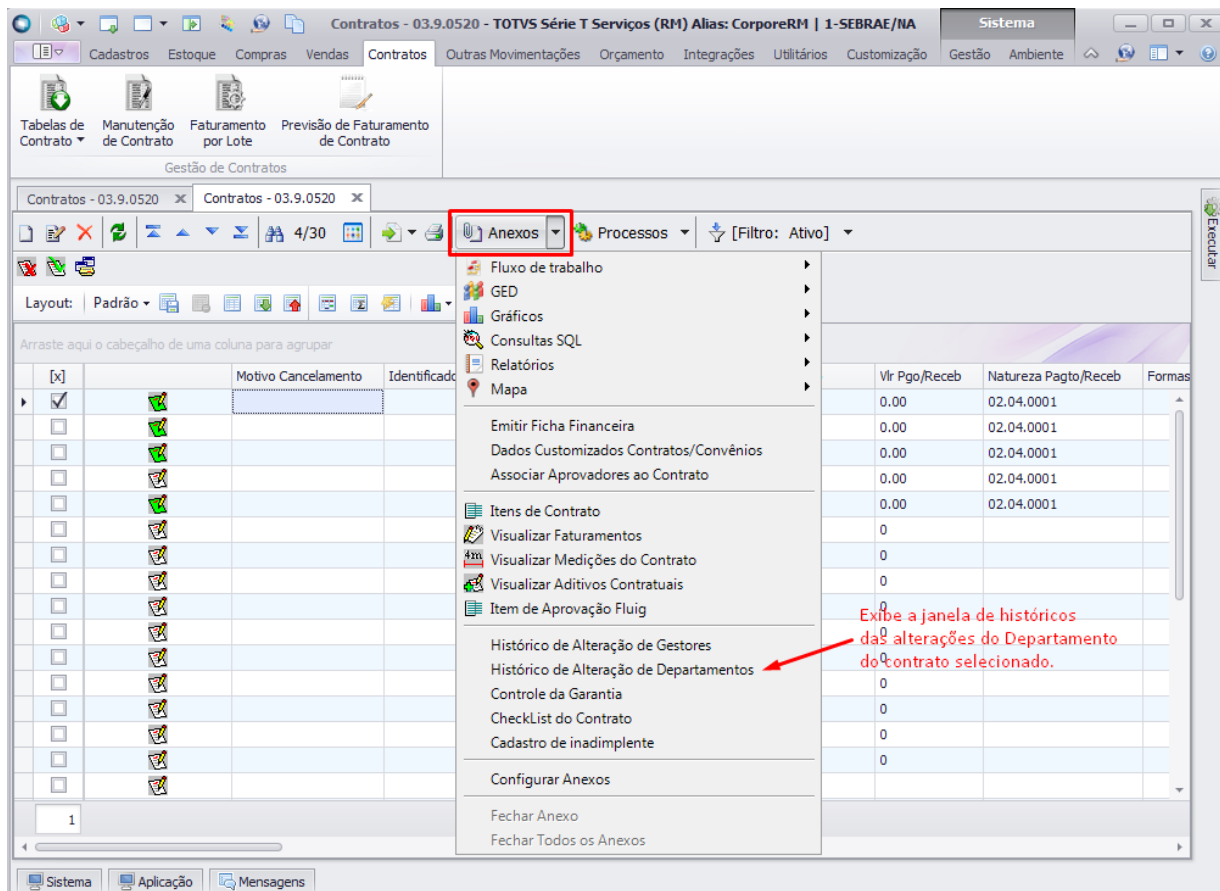 Contratos - 03.9.0520 - TOTVS Série T Serviços (RM) Alias: CorporeRM | 1-SEBRAE/NA
Sistema
Cadastros Estoque Compras Vendas Contratos Outras Movimentações Orçamento Integrações Utilitários Customização Gestão Ambiente
Tabelas de Contrato
Manutenção de Contrato
Faturamento por Lote
Previsão de Faturamento de Contrato
Gestão de Contratos
Contratos - 03.9.0520 Contratos - 03.9.0520
Executar
4/30 Anexos Processos [Filtro: Ativo]
Layout: Padrão
Arraste aqui o cabeçalho de uma coluna para agrupar
[x] Motivo Cancelamento Identificado Vlr Pgo/Receb Natureza Pagto/Receb Formas
0.00 02.04.0001
0.00 02.04.0001
0.00 02.04.0001
0.00 02.04.0001
0.00 02.04.0001
0
0
0
0
0
0
0
0
0
0
Fluxo de trabalho
GED
Gráficos
Consultas SQL
Relatórios
Mapa
Emitir Ficha Financeira
Dados Customizados Contratos/Convênios
Associar Aprovadores ao Contrato
Itens de Contrato
Visualizar Faturamentos
4m Visualizar Medições do Contrato
Visualizar Aditivos Contratuais
Item de Aprovação Fluig
Histórico de Alteração de Gestores
Histórico de Alteração de Departamentos
Controle da Garantia
CheckList do Contrato
Cadastro de inadimplente
Configurar Anexos
Fechar Anexo
Fechar Todos os Anexos
Exibe a janela de históricos
das alterações do Departamento
do contrato selecionado.
1
Sistema Aplicação Mensagens